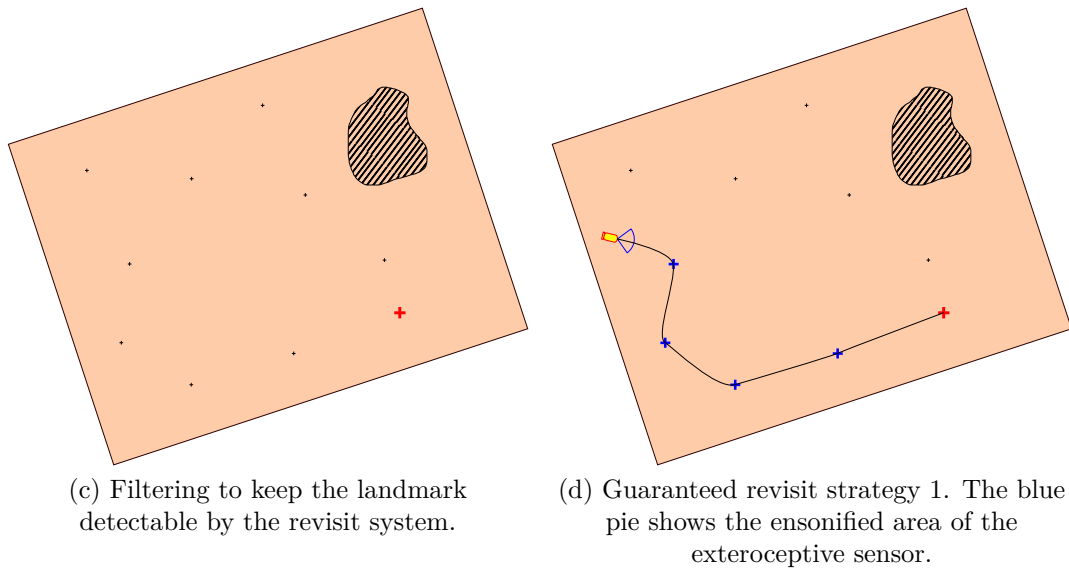 (c) Filtering to keep the landmark
detectable by the revisit system.
(d) Guaranteed revisit strategy 1. The blue
pie shows the ensonified area of the
exteroceptive sensor.